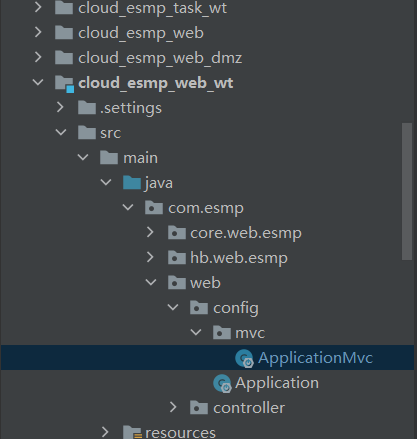 cloud_esmp_task_wt
cloud_esmp_web
cloud_esmp_web_dmz
cloud_esmp_web_wt
.settings
src
main
java
com.esmp
core.web.esmp
hb.web.esmp
web
config
mvc
ApplicationMvc
Application
controller
resources